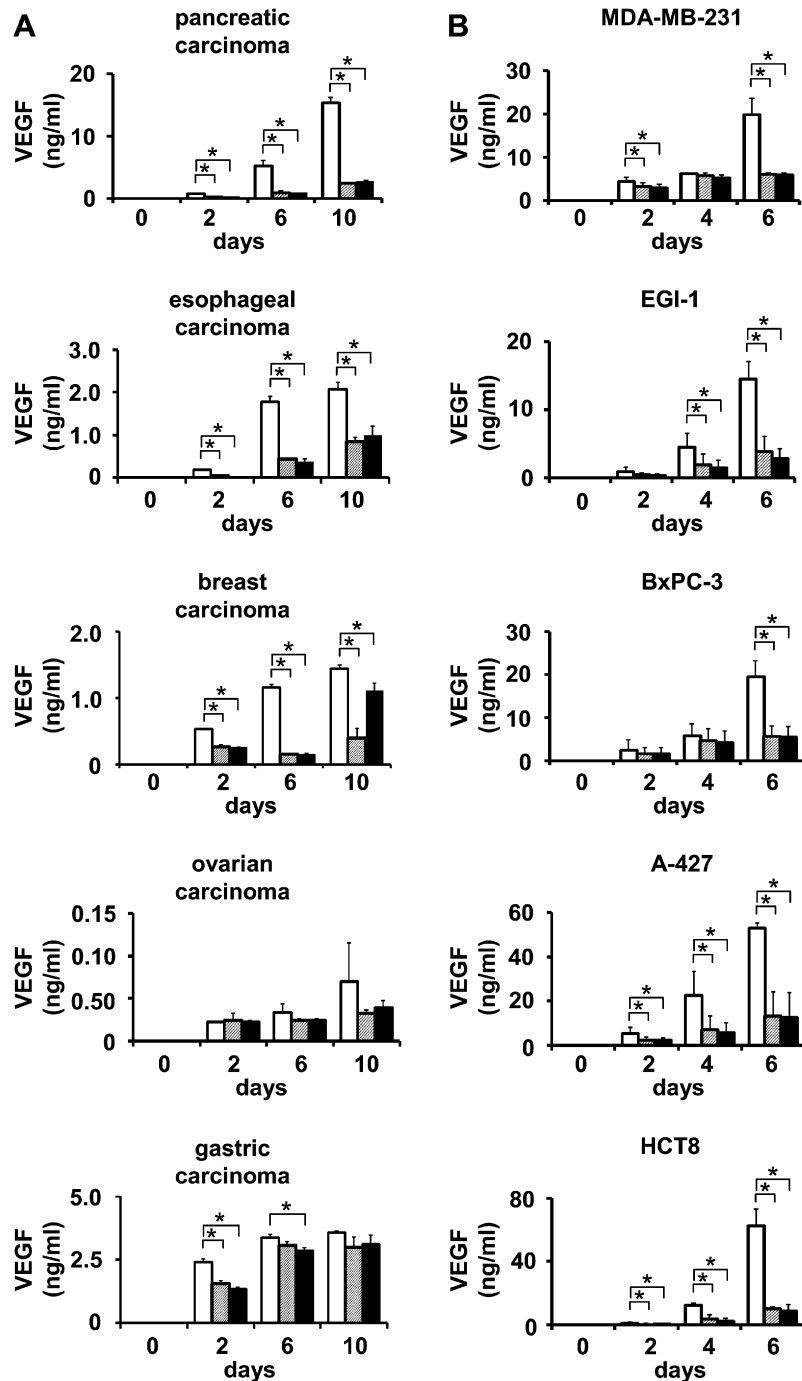 A
pancreatic
carcinoma
VEGF
(ng/ml)
20
10
0
* * * * * *
0 2 6 10
days
esophageal
carcinoma
VEGF
(ng/ml)
3.0
2.0
1.0
0
* * * * * *
0 2 6 10
days
breast
carcinoma
VEGF
(ng/ml)
2.0
1.0
0
* * * * * *
0 2 6 10
days
ovarian
carcinoma
VEGF
(ng/ml)
0.15
0.10
0.50
0
0 2 6 10
days
gastric
carcinoma
VEGF
(ng/ml)
5.0
2.5
0
* * *
0 2 6 10
days
B
MDA-MB-231
VEGF
(ng/ml)
30
20
10
0
* * * *
0 2 4 6
days
EGI-1
VEGF
(ng/ml)
20
10
0
* * * *
0 2 4 6
days
BxPC-3
VEGF
(ng/ml)
30
20
10
0
* *
0 2 4 6
days
A-427
VEGF
(ng/ml)
60
40
20
0
* * * * * *
0 2 4 6
days
HCT8
VEGF
(ng/ml)
80
40
0
* * * * * *
0 2 4 6
days